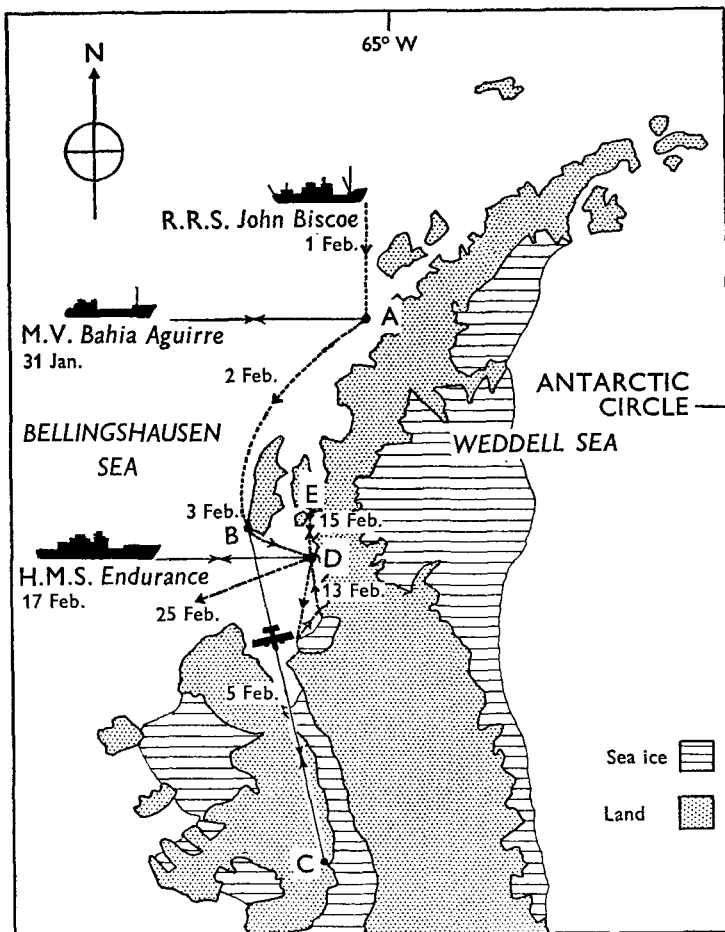 65° W
N
R.R.S. John Biscoe
1 Feb.
M.V. Bahia Aguirre
31 Jan.
A
2 Feb.
ANTARCTIC
CIRCLE
BELLINGSHAUSEN
SEA
WEDDELL SEA
E
3 Feb.
15 Feb.
B
D
H.M.S. Endurance
17 Feb.
13 Feb.
25 Feb.
5 Feb.
Sea ice
Land
C